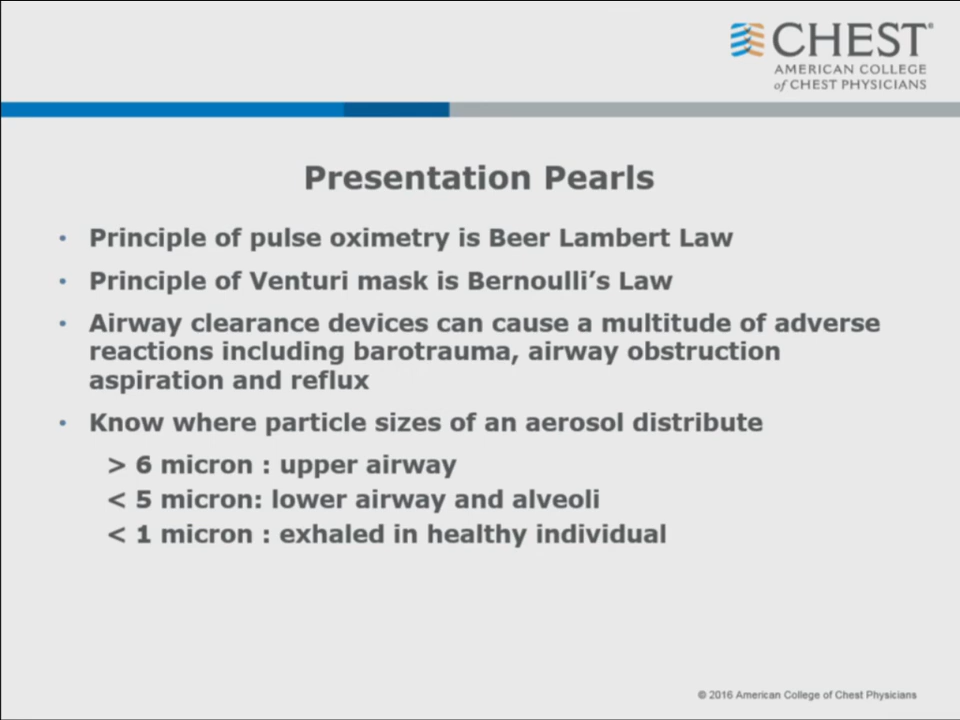 CHEST®
AMERICAN COLLEGE
of CHEST PHYSICIANS
Presentation Pearls
• Principle of pulse oximetry is Beer Lambert Law
• Principle of Venturi mask is Bernoulli’s Law
• Airway clearance devices can cause a multitude of adverse
reactions including barotrauma, airway obstruction
aspiration and reflux
• Know where particle sizes of an aerosol distribute
> 6 micron : upper airway
< 5 micron: lower airway and alveoli
< 1 micron : exhaled in healthy individual
© 2016 American College of Chest Physicians